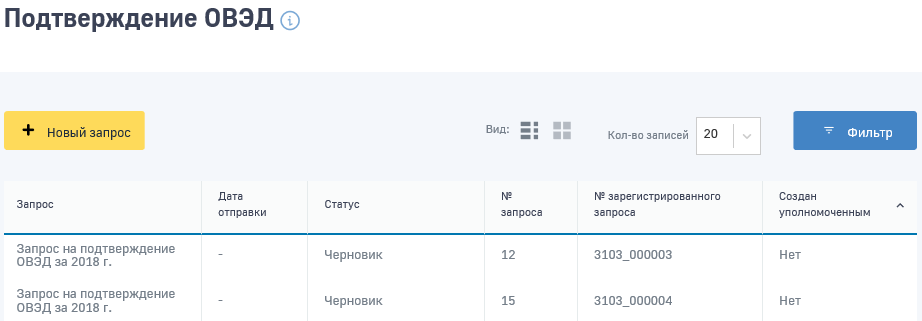 Подтверждение ОВЭД
Новый запрос
Вид:
Кол-во записей
20
Фильтр
Запрос
Дата
отправки
Статус
№
запроса
№ зарегистрированного
запроса
Создан
уполномоченным
Запрос на подтверждение
ОВЭД за 2018 г.
-
Черновик
12
3103_000003
Нет
Запрос на подтверждение
ОВЭД за 2018 г.
-
Черновик
15
3103_000004
Нет